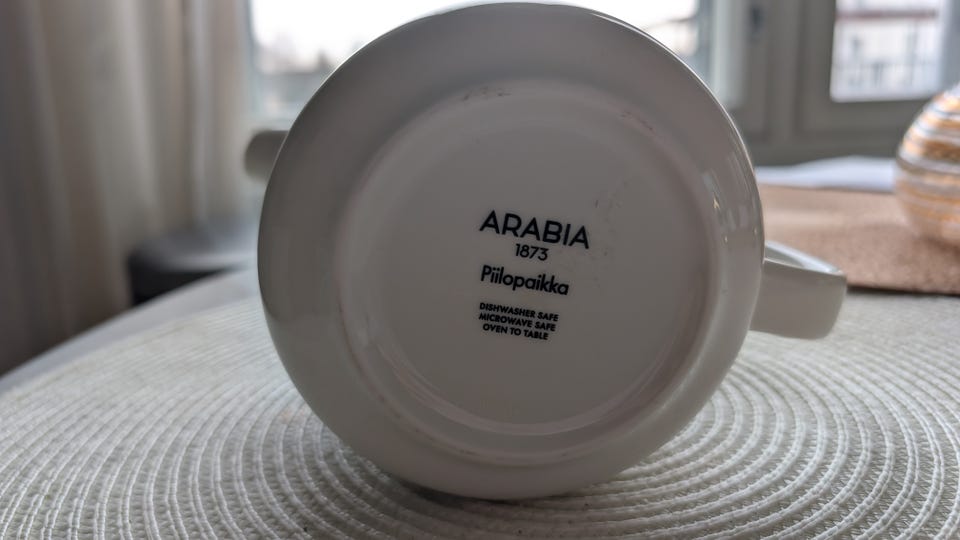 ARABIA
1873
Piilopaikka
DISHWASHER SAFE
MICROWAVE SAFE
OVEN TO TABLE